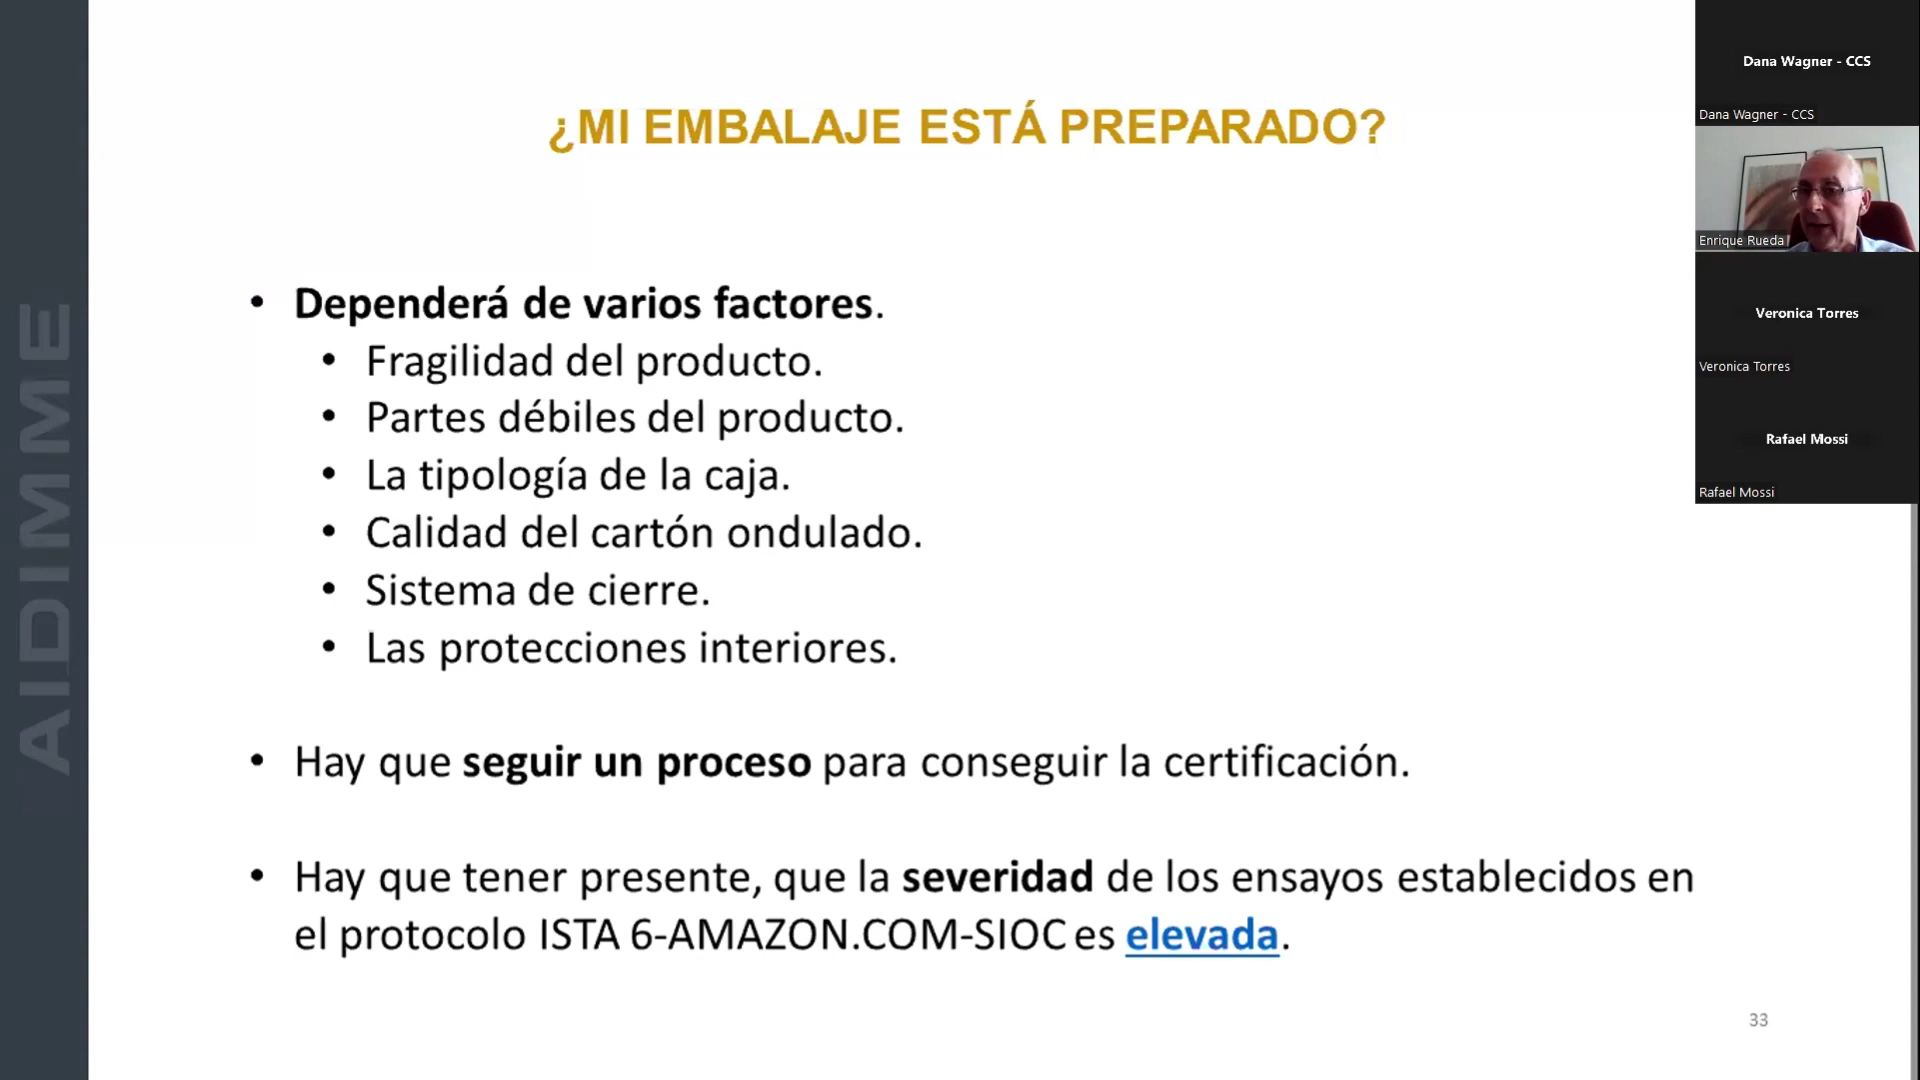 AIDIMME
¿MI EMBALAJE ESTÁ PREPARADO?
• Dependerá de varios factores.
• Fragilidad del producto.
• Partes débiles del producto.
• La tipología de la caja.
• Calidad del cartón ondulado.
• Sistema de cierre.
• Las protecciones interiores.
• Hay que seguir un proceso para conseguir la certificación.
• Hay que tener presente, que la severidad de los ensayos establecidos en
el protocolo ISTA 6-AMAZON.COM-SIOC es elevada.
33
Dana Wagner - CCS
Dana Wagner - CCS
Enrique Rueda
Veronica Torres
Veronica Torres
Rafael Mossi
Rafael Mossi